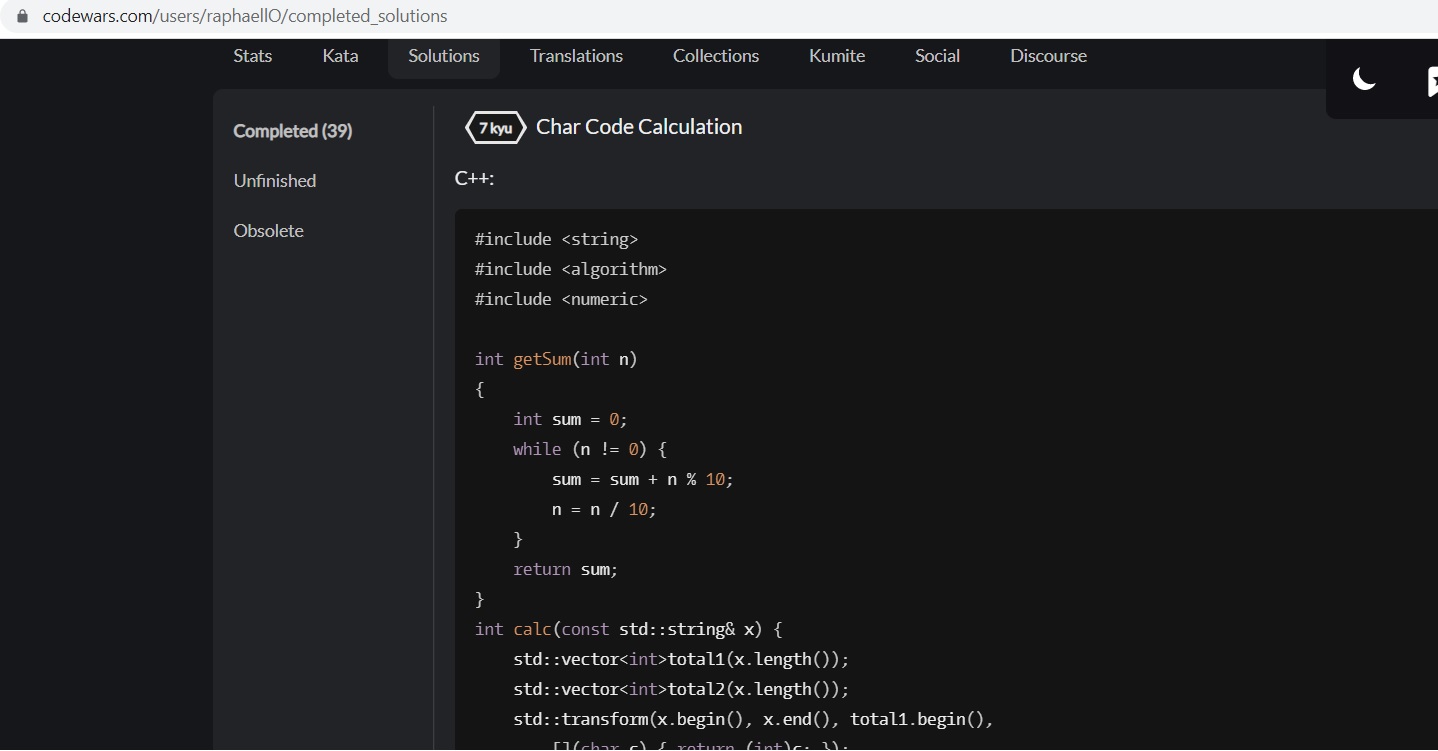 codewars.com/users/raphaellO/completed_solutions
Stats Kata Solutions Translations Collections Kumite Social Discourse
Completed (39)
Unfinished
Obsolete
7 kyu Char Code Calculation
C++:
#include <string>
#include <algorithm>
#include <numeric>
int getSum(int n)
{
    int sum = 0;
    while (n != 0) {
        sum = sum + n % 10;
        n = n / 10;
    }
    return sum;
}
int calc(const std::string& x) {
    std::vector<int>total1(x.length());
    std::vector<int>total2(x.length());
    std::transform(x.begin(), x.end(), total1.begin(),
        [](char c) { return (int)c; });